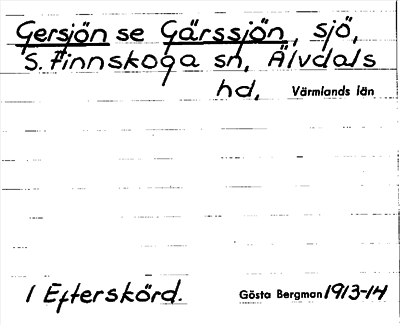 Gersjön se Gärssjön, sjö,
S. Finnskoga sn, Älvdals
hd, Värmlands län
1 Efterskörd. Gösta Bergman 1913-14